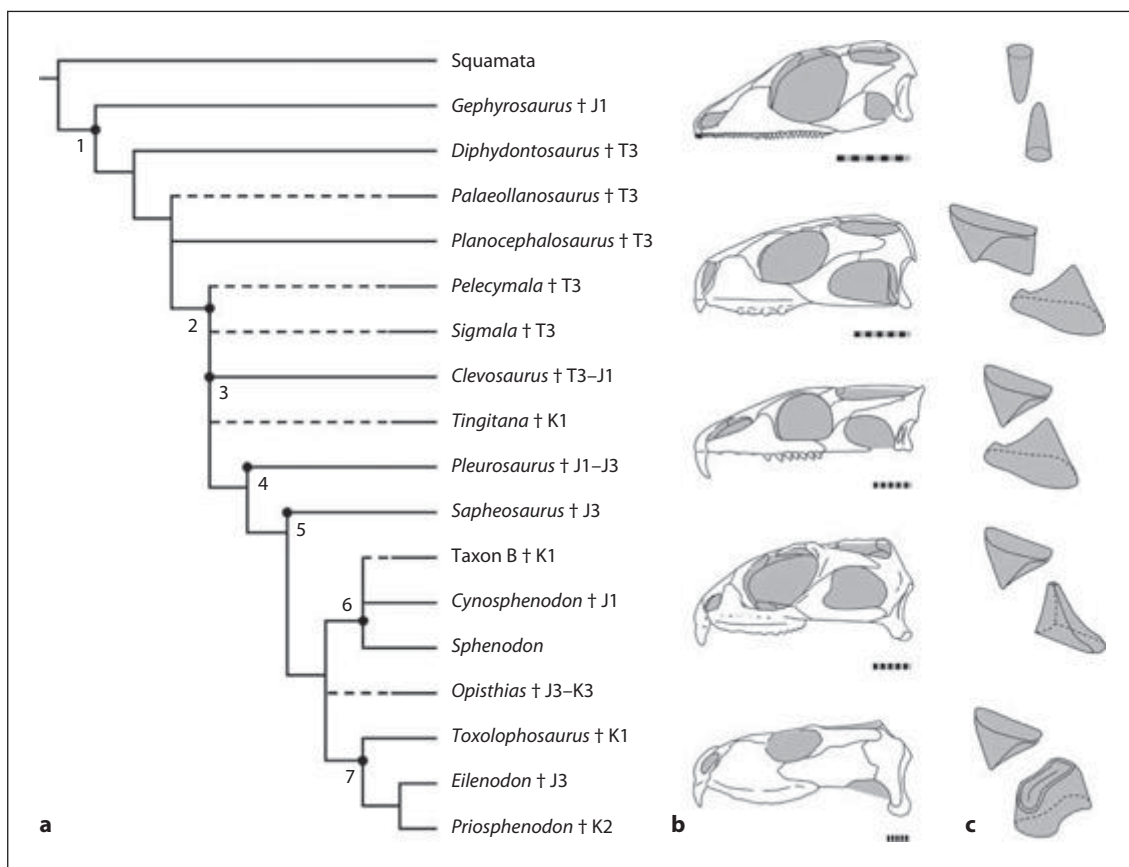 Squamata
Gephyrosaurus † J1
1
Diphydontosaurus † T3
Palaeollanosaurus † T3
Planocephalosaurus † T3
Pelecymala † T3
2
Sigmala † T3
Clevosaurus † T3–J1
3
Tingitana † K1
Pleurosaurus † J1–J3
4
Sapheosaurus † J3
5
Taxon B † K1
6
Cynosphenodon † J1
Sphenodon
Opisthias † J3–K3
Toxolophosaurus † K1
7
Eilenodon † J3
Priosphenodon † K2
a
b
c